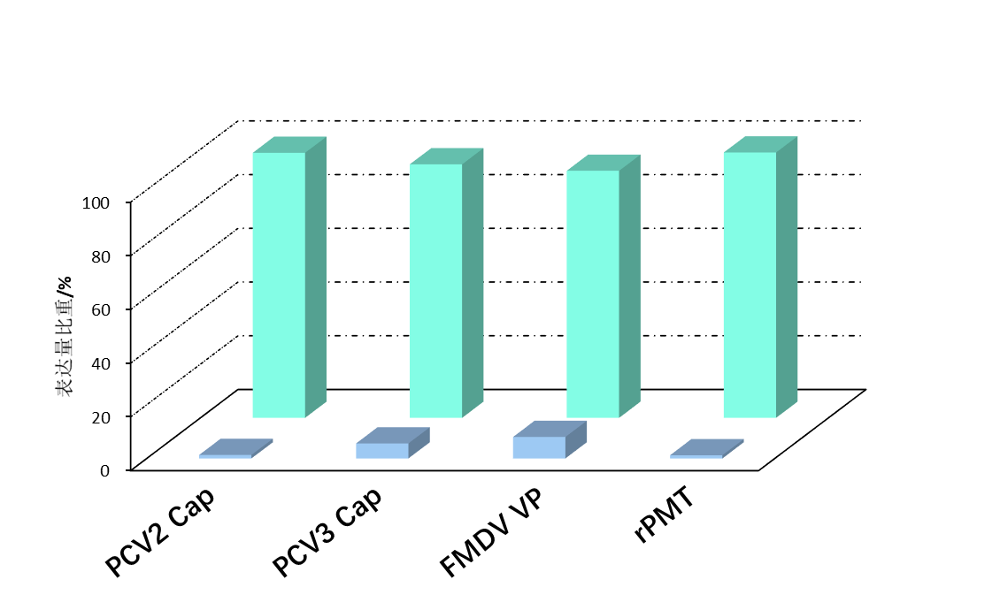 100
80
60
40
20
0
表达量比重/%
PCV2 Cap
PCV3 Cap
FMDV VP
rPMT